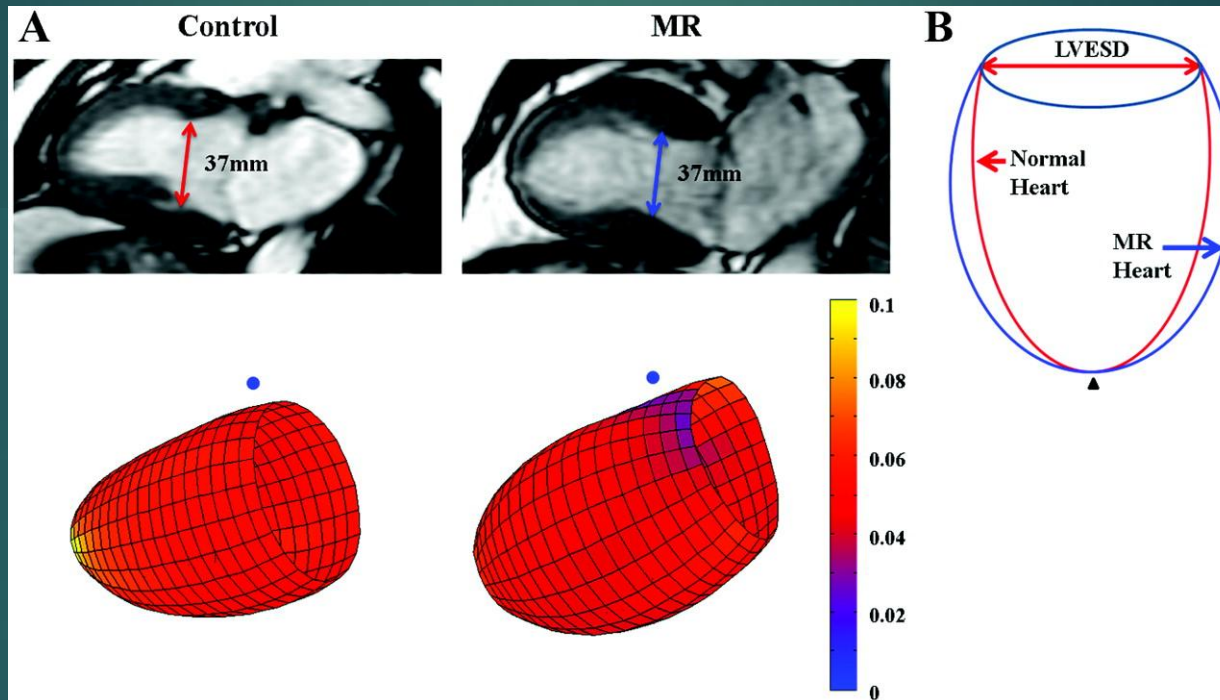 A
Control
MR
B
37mm
37mm
LVESD
Normal
Heart
MR
Heart
0.1
0.08
0.06
0.04
0.02
0